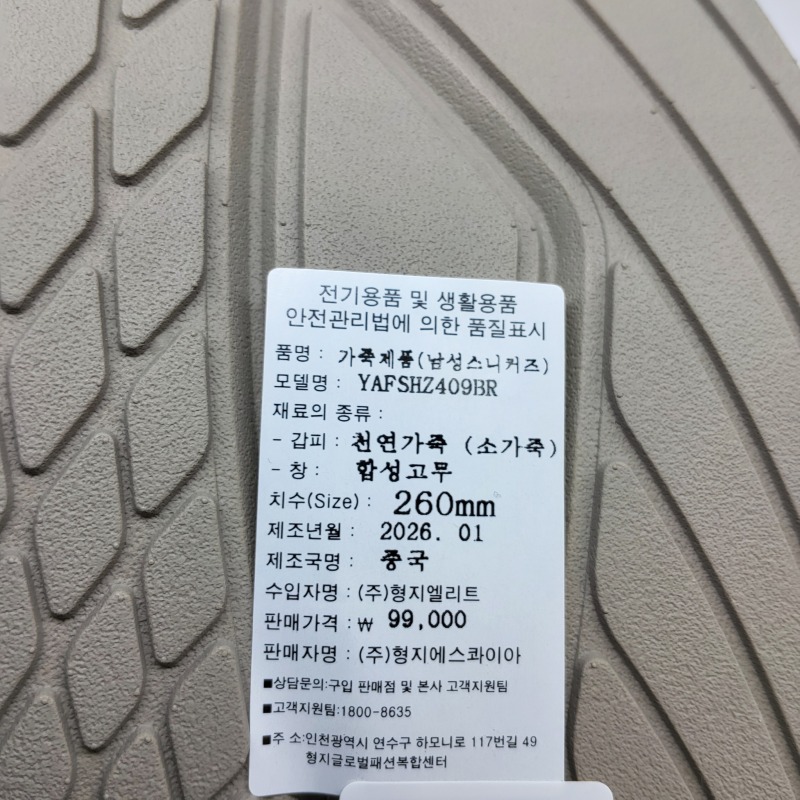 전기용품 및 생활용품
안전관리법에 의한 품질표시
품명 : 가죽제품(남성스니커즈)
모델명 : YAFSHZ409BR
재료의 종류 :
- 갑피 : 천연가죽 (소가죽)
- 창 : 합성고무
치수(Size) : 260mm
제조년월 : 2026. 01
제조국명 : 중국
수입자명 : (주)형지엘리트
판매가격 : ₩ 99,000
판매자명 : (주)형지에스콰이아
■상담문의:구입 판매점 및 본사 고객지원팀
■고객지원팀:1800-8635
■주 소:인천광역시 연수구 하모니로 117번길 49
형지글로벌패션복합센터